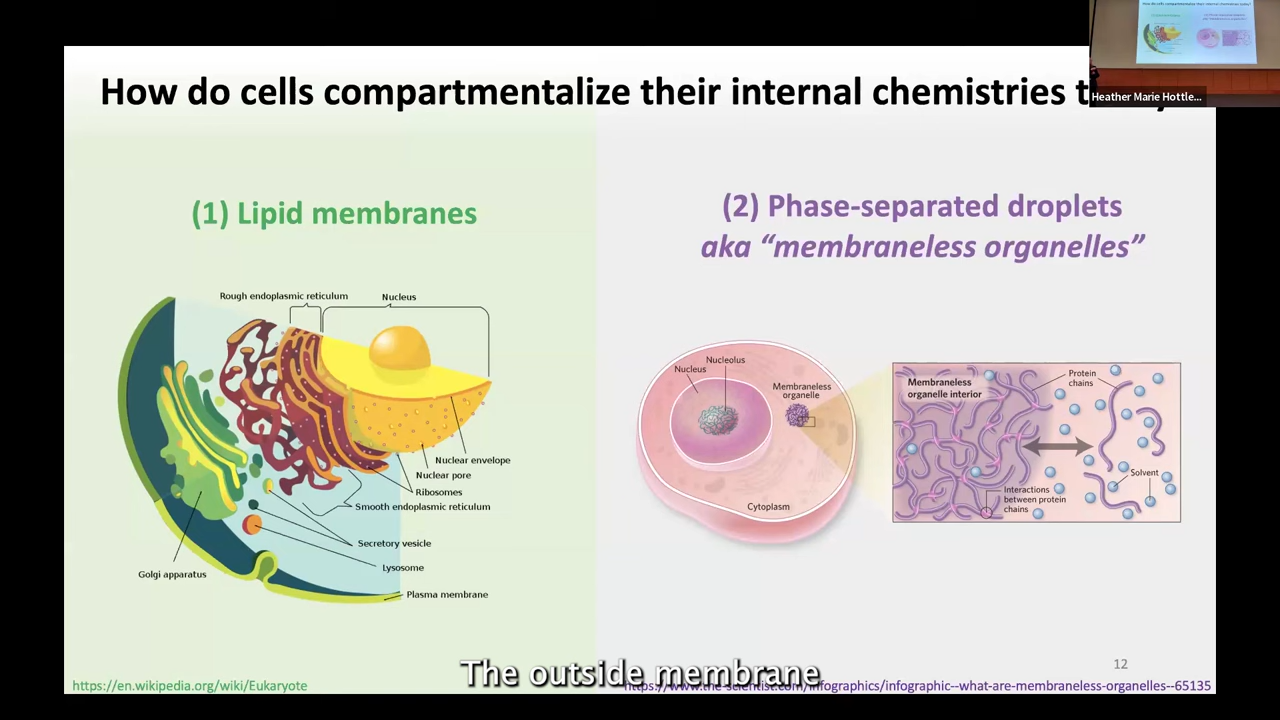 How do cells compartmentalize their internal chemistries
Heather Marie Hottle...
(1) Lipid membranes
(2) Phase-separated droplets
aka “membraneless organelles”
Rough endoplasmic reticulum
Nucleus
Nuclear envelope
Nuclear pore
Ribosomes
Smooth endoplasmic reticulum
Secretory vesicle
Lysosome
Plasma membrane
Golgi apparatus
Nucleolus
Nucleus
Membraneless
organelle
Cytoplasm
Membraneless
organelle interior
Protein
chains
Solvent
Interactions
between protein
chains
The outside membrane
12
https://en.wikipedia.org/wiki/Eukaryote
https://www.the-scientist.com/infographics/infographic--what-are-membraneless-organelles--65135